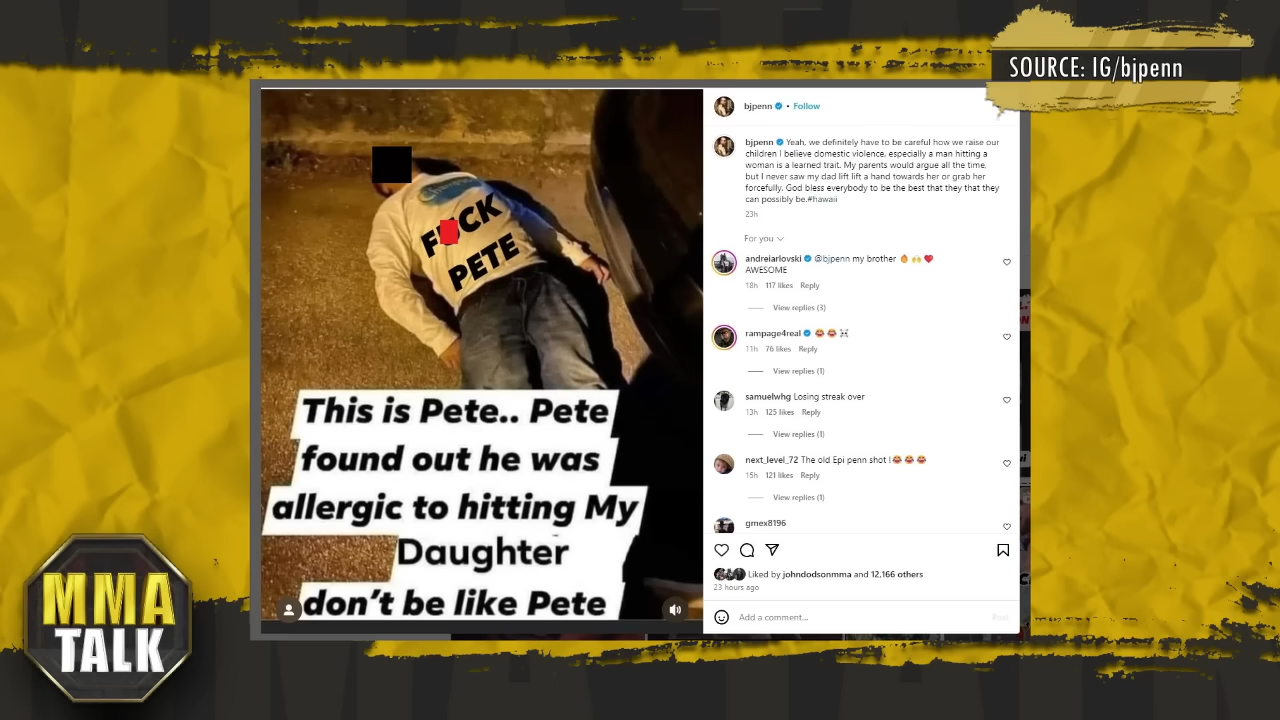 SOURCE: IG/bjpenn
F CK
PETE
This is Pete.. Pete
found out he was
allergic to hitting My
Daughter
don't be like Pete
bjpenn • Follow
bjpenn Yeah, we definitely have to be careful how we raise our
children I believe domestic violence, especially a man hitting a
woman is a learned trait. My parents would argue all the time,
but I never saw my dad lift lift a hand towards her or grab her
forcefully. God bless everybody to be the best that they that they
can possibly be.#hawaii
23h
For you
andreiarlovski @bjpenn my brother 🔥 🙌 ❤️
AWESOME
18h 117 likes Reply
View replies (3)
rampage4real 😂 😂 ☠️
11h 76 likes Reply
View replies (1)
samuelwhg Losing streak over
13h 125 likes Reply
View replies (1)
next_level_72 The old Epi penn shot !😂😂😂
15h 121 likes Reply
View replies (1)
gmex8196
Liked by johndodsonmma and 12,166 others
23 hours ago
Add a comment...
Post
MMA
TALK